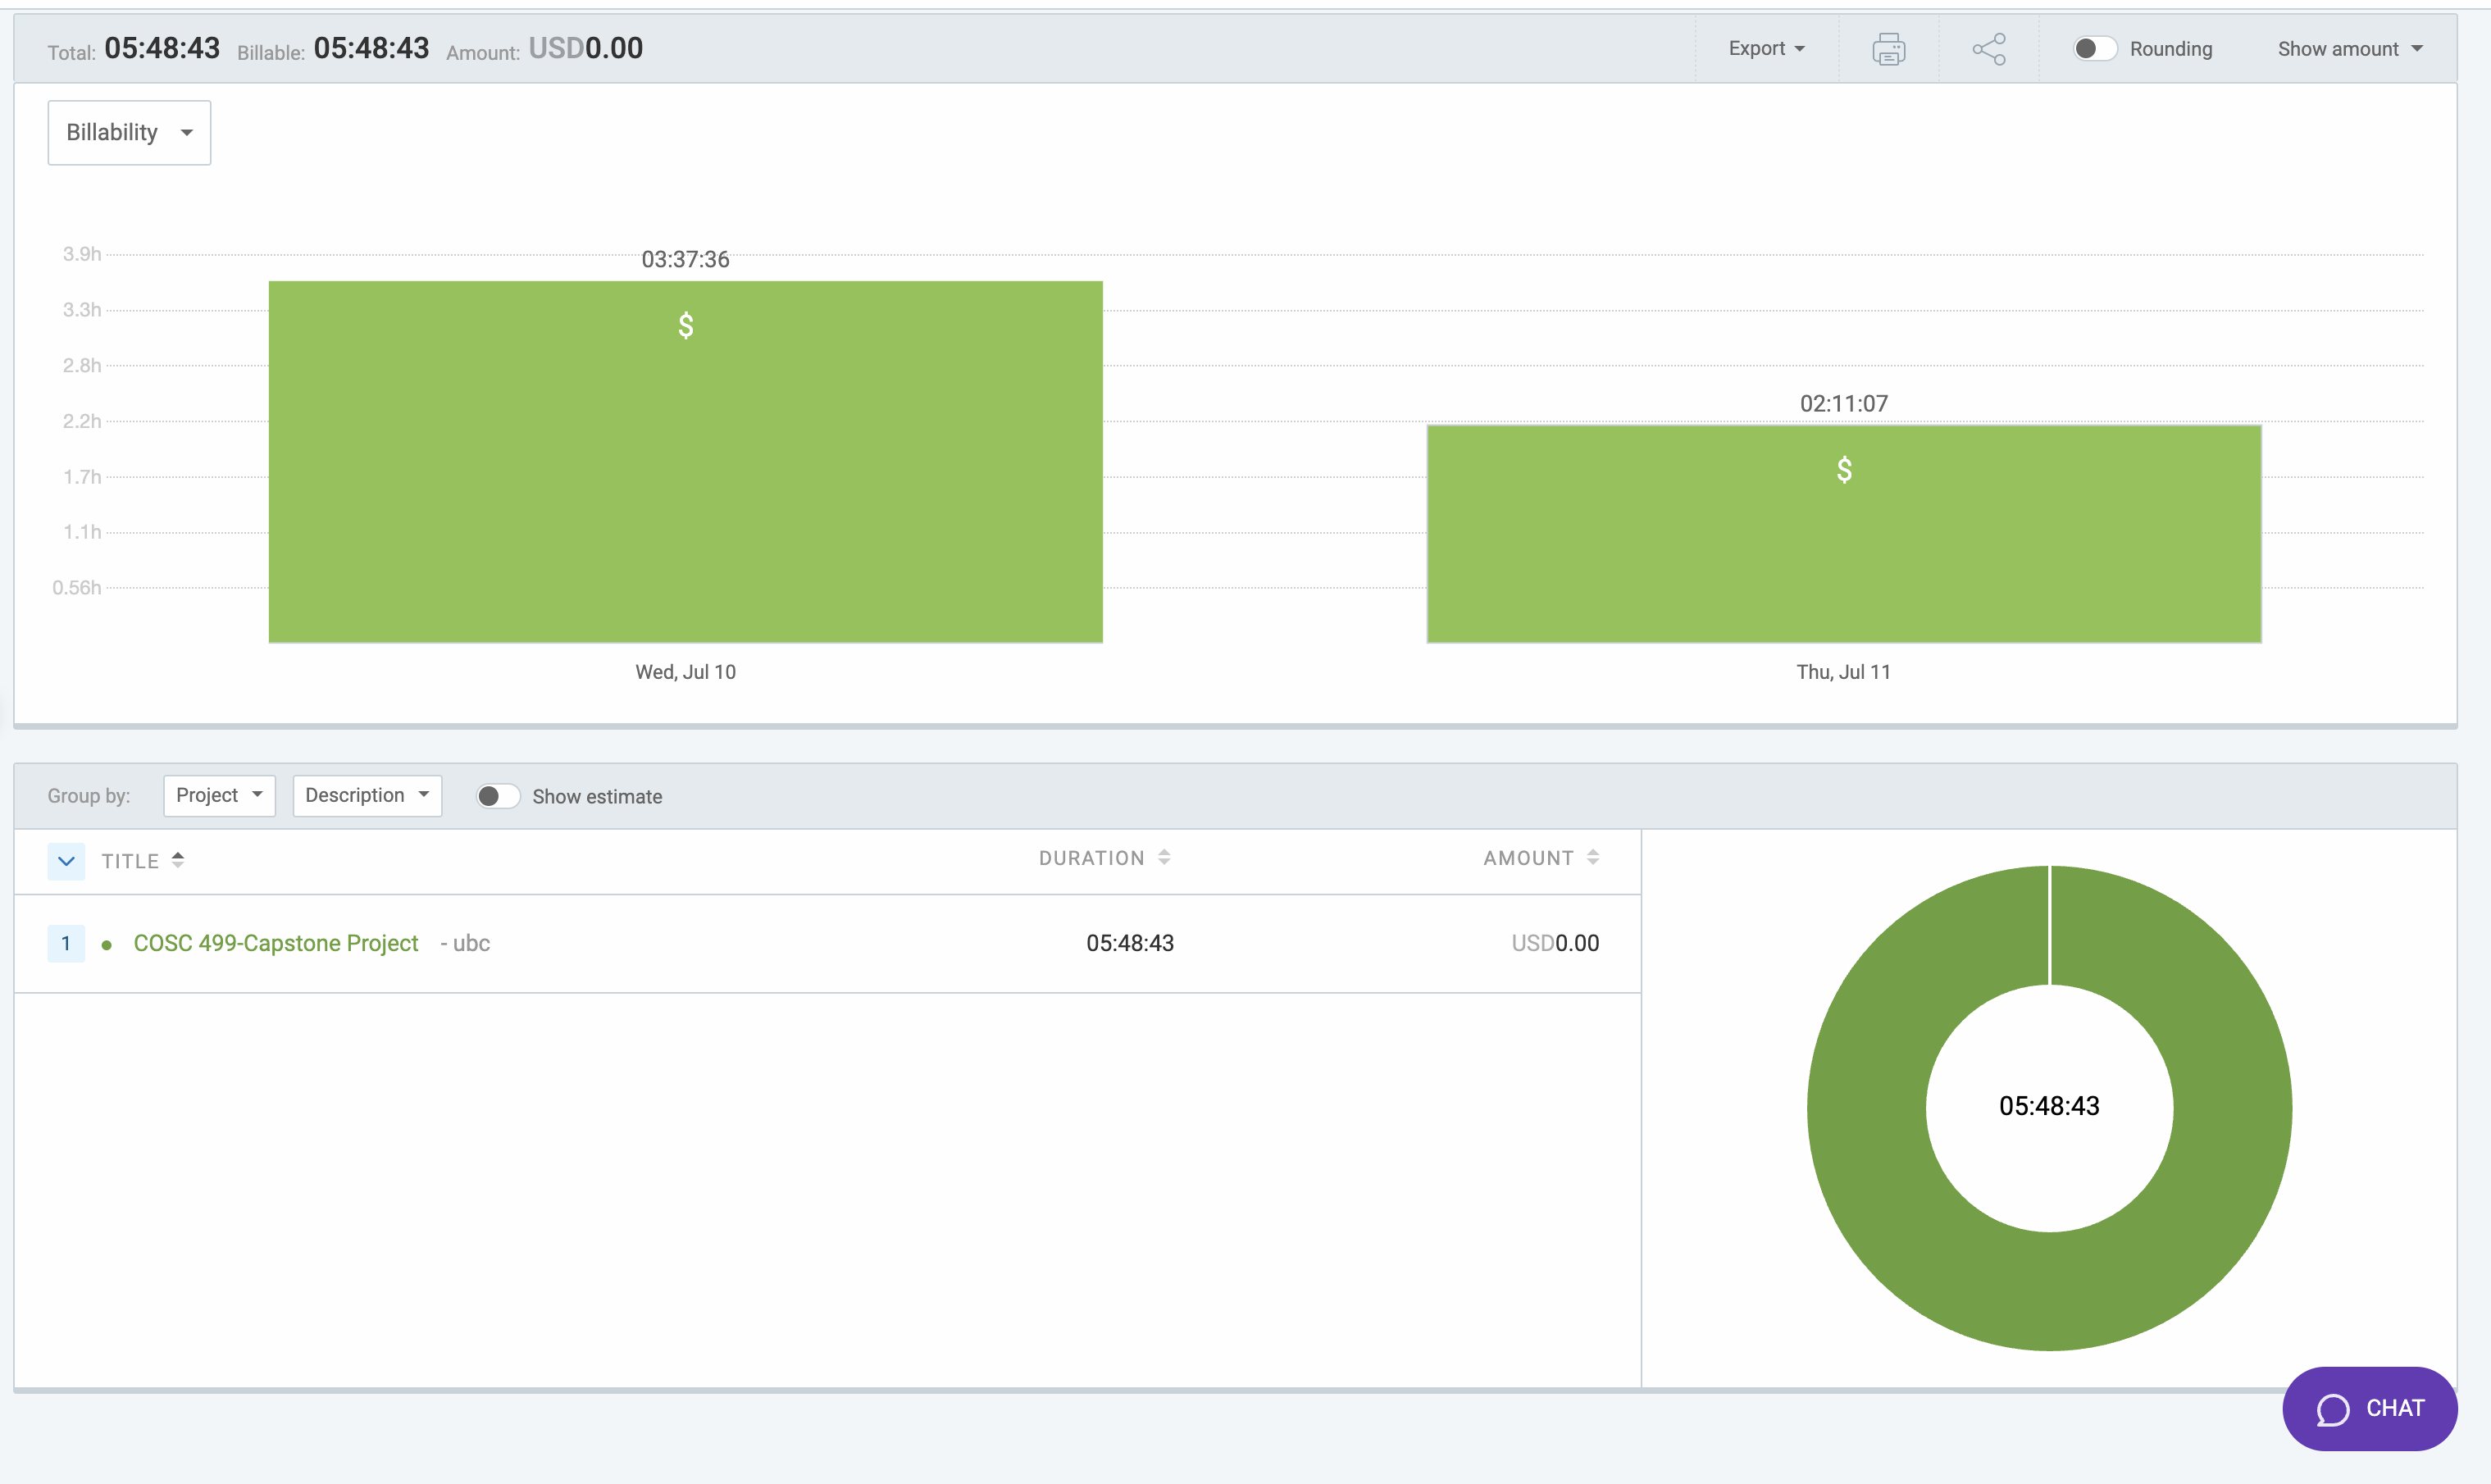 Total: 05:48:43 Billable: 05:48:43 Amount: USD0.00 Export Rounding Show amount
Billability
3.9h
03:37:36
3.3h
$
2.8h
02:11:07
2.2h
$
1.7h
1.1h
0.56h
Wed, Jul 10 Thu, Jul 11
Group by: Project Description Show estimate
TITLE DURATION AMOUNT
1 COSC 499-Capstone Project - ubc 05:48:43 USD0.00
05:48:43
CHAT